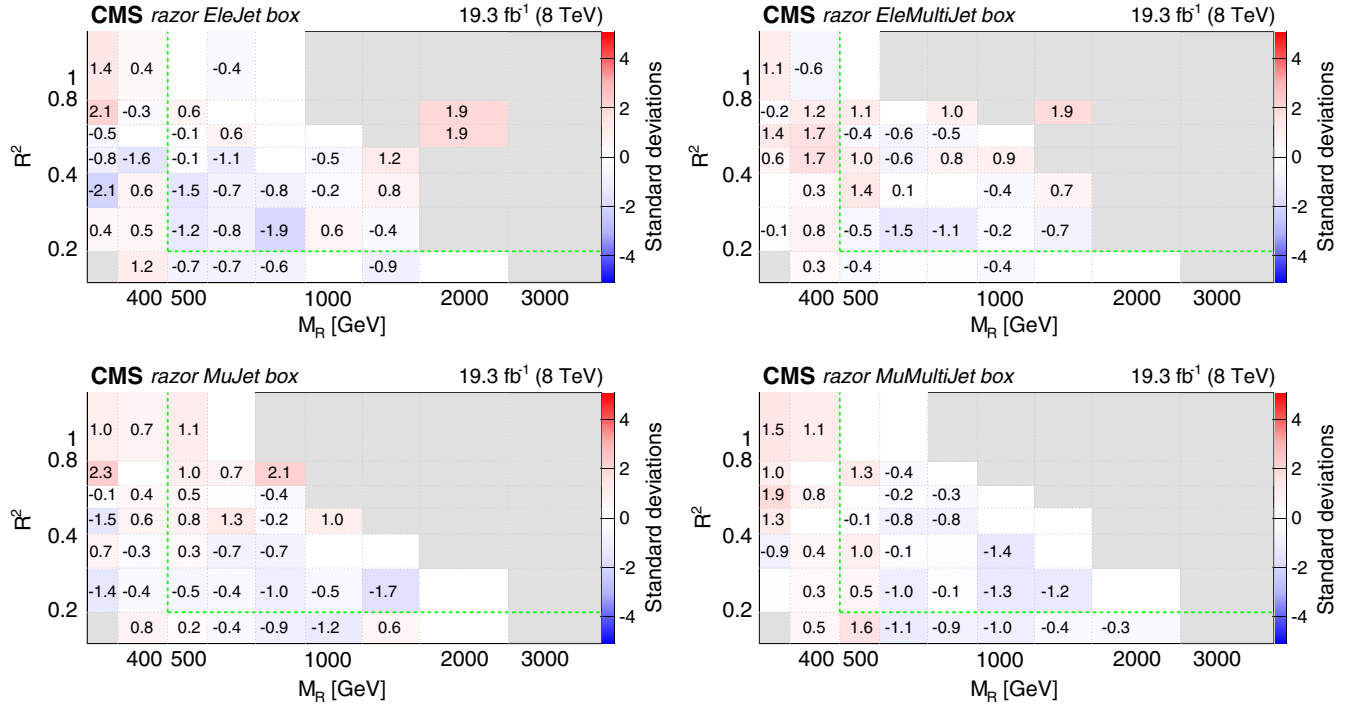 CMS razor EleJet box 19.3 fb⁻¹ (8 TeV)
1.4 0.4 -0.4
2.1 -0.3 0.6 1.9
-0.5 -0.1 0.6 1.9
-0.8 -1.6 -0.1 -1.1 -0.5 1.2
-2.1 0.6 -1.5 -0.7 -0.8 -0.2 0.8
0.4 0.5 -1.2 -0.8 -1.9 0.6 -0.4
1.2 -0.7 -0.7 -0.6 -0.9
1
0.8
0.4
0.2
R²
400 500 1000 2000 3000
M_R [GeV]
4
2
0
-2
-4
Standard deviations
CMS razor EleMultiJet box 19.3 fb⁻¹ (8 TeV)
1.1 -0.6
-0.2 1.2 1.1 1.0 1.9
1.4 1.7 -0.4 -0.6 -0.5
0.6 1.7 1.0 -0.6 0.8 0.9
0.3 1.4 0.1 -0.4 0.7
-0.1 0.8 -0.5 -1.5 -1.1 -0.2 -0.7
0.3 -0.4 -0.4
1
0.8
0.4
0.2
R²
400 500 1000 2000 3000
M_R [GeV]
4
2
0
-2
-4
Standard deviations
CMS razor MuJet box 19.3 fb⁻¹ (8 TeV)
1.0 0.7 1.1
2.3 1.0 0.7 2.1
-0.1 0.4 0.5 -0.4
-1.5 0.6 0.8 1.3 -0.2 1.0
0.7 -0.3 0.3 -0.7 -0.7
-1.4 -0.4 -0.5 -0.4 -1.0 -0.5 -1.7
0.8 0.2 -0.4 -0.9 -1.2 0.6
1
0.8
0.4
0.2
R²
400 500 1000 2000 3000
M_R [GeV]
4
2
0
-2
-4
Standard deviations
CMS razor MuMultiJet box 19.3 fb⁻¹ (8 TeV)
1.5 1.1
1.0 1.3 -0.4
1.9 0.8 -0.2 -0.3
1.3 -0.1 -0.8 -0.8
-0.9 0.4 1.0 -0.1 -1.4
0.3 0.5 -1.0 -0.1 -1.3 -1.2
0.5 1.6 -1.1 -0.9 -1.0 -0.4 -0.3
1
0.8
0.4
0.2
R²
400 500 1000 2000 3000
M_R [GeV]
4
2
0
-2
-4
Standard deviations